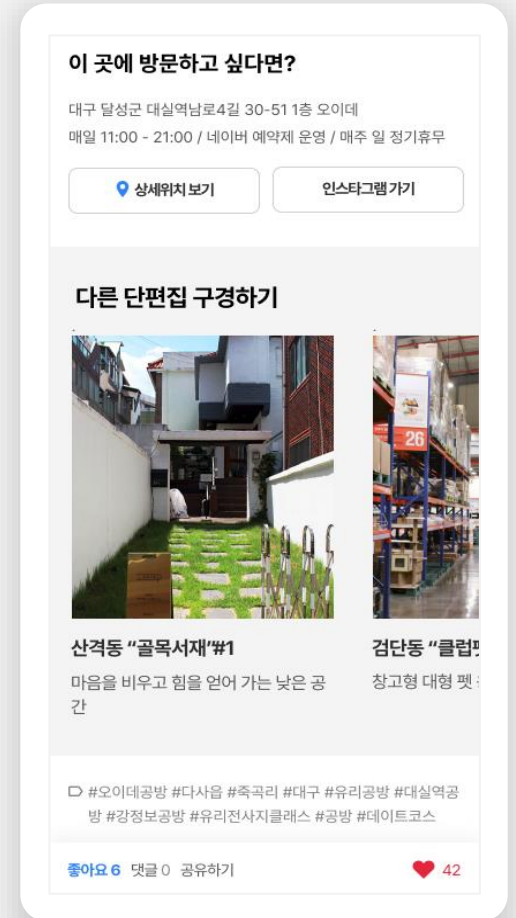 이 곳에 방문하고 싶다면?
대구 달성군 대실역남로4길 30-51 1층 오이데
매일 11:00 - 21:00 / 네이버 예약제 운영 / 매주 일 정기휴무
상세위치 보기
인스타그램 가기
다른 단편집 구경하기
26
산격동 “골목서재”#1
마음을 비우고 힘을 얻어 가는 낮은 공
간
검단동 “클럽
창고형 대형 펫
#오이데공방 #다사읍 #죽곡리 #대구 #유리공방 #대실역공
방 #강정보공방 #유리전사지클래스 #공방 #데이트코스
좋아요 6 댓글 0 공유하기
42